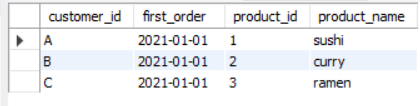 customer_id first_order product_id product_name
A 2021-01-01 1 sushi
B 2021-01-01 2 curry
C 2021-01-01 3 ramen